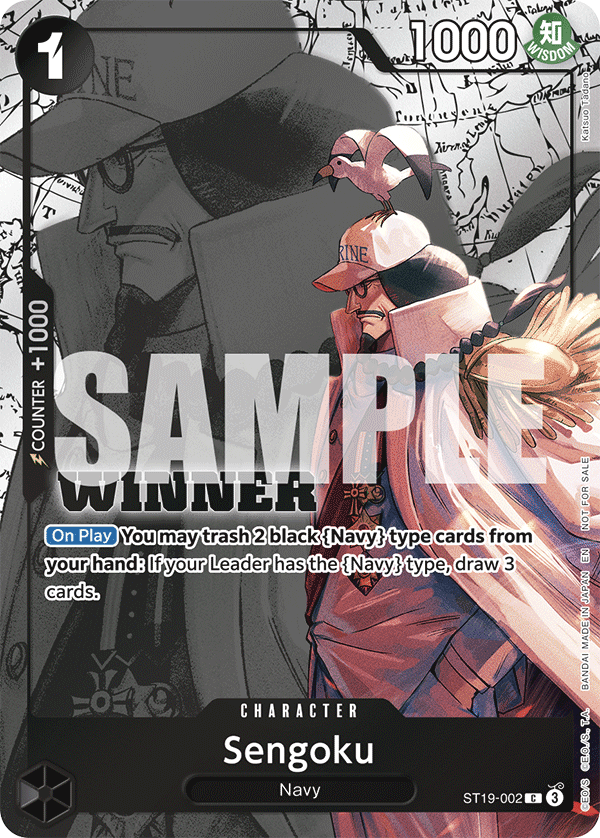 1
1000
知
WISDOM
Katsuo Tadano
RINE
RINE
COUNTER +1000
SAMPLE
WINNER
On Play You may trash 2 black {Navy} type cards from
your hand: If your Leader has the {Navy} type, draw 3
cards.
©E.O/S ©E.O./S., T.A. BANDAI MADE IN JAPAN EN NOT FOR SALE
CHARACTER
Sengoku
Navy
ST19-002 C 3